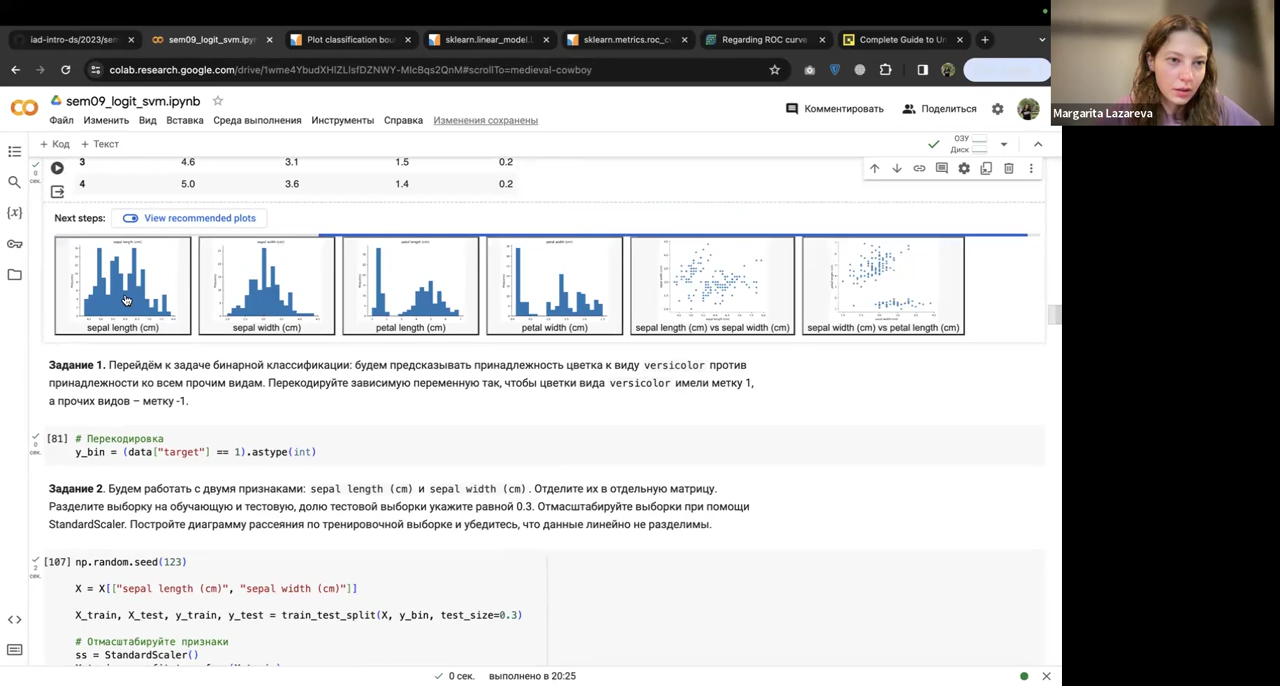 iad-intro-ds/2023/sem
sem09_logit_svm.ipynb
Plot classification bou
sklearn.linear_model.L
sklearn.metrics.roc_c
Regarding ROC curve
Complete Guide to Un
colab.research.google.com/drive/1wme4YbudXHIZLlsfDZNWY-MlcBqs2QnM#scrollTo=medieval-cowboy
Margarita Lazareva
sem09_logit_svm.ipynb
Комментировать
Поделиться
Файл Изменить Вид Вставка Среда выполнения Инструменты Справка Изменения сохранены
+ Код + Текст
ОЗУ
Диск
0
сек.
3 4.6 3.1 1.5 0.2
4 5.0 3.6 1.4 0.2
Next steps: View recommended plots
sepal length (cm)
sepal width (cm)
petal length (cm)
petal width (cm)
sepal length (cm) vs sepal width (cm)
sepal width (cm) vs petal length (cm)
Задание 1. Перейдём к задаче бинарной классификации: будем предсказывать принадлежность цветка к виду versicolor против
принадлежности ко всем прочим видам. Перекодируйте зависимую переменную так, чтобы цветки вида versicolor имели метку 1,
а прочих видов – метку -1.
0
сек.
[81] # Перекодировка
y_bin = (data["target"] == 1).astype(int)
Задание 2. Будем работать с двумя признаками: sepal length (cm) и sepal width (cm). Отделите их в отдельную матрицу.
Разделите выборку на обучающую и тестовую, долю тестовой выборки укажите равной 0.3. Отмасштабируйте выборки при помощи
StandardScaler. Постройте диаграмму рассеяния по тренировочной выборке и убедитесь, что данные линейно не разделимы.
2
сек.
[107] np.random.seed(123)
X = X[["sepal length (cm)", "sepal width (cm)"]]
X_train, X_test, y_train, y_test = train_test_split(X, y_bin, test_size=0.3)
# Отмасштабируйте признаки
ss = StandardScaler()
0 сек. выполнено в 20:25